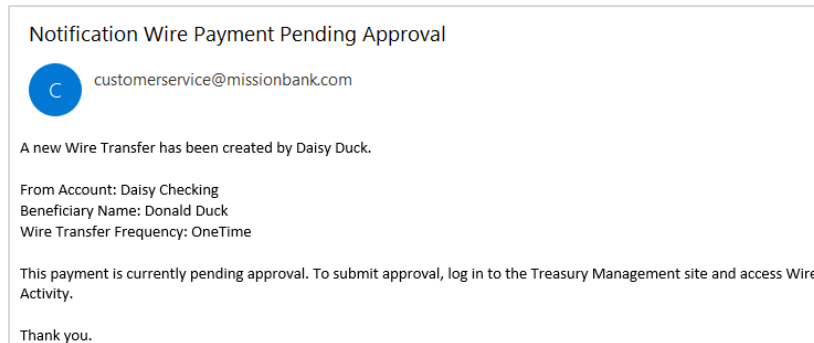 Notification Wire Payment Pending Approval
C
customerservice@missionbank.com
A new Wire Transfer has been created by Daisy Duck.
From Account: Daisy Checking
Beneficiary Name: Donald Duck
Wire Transfer Frequency: OneTime
This payment is currently pending approval. To submit approval, log in to the Treasury Management site and access Wire
Activity.
Thank you.